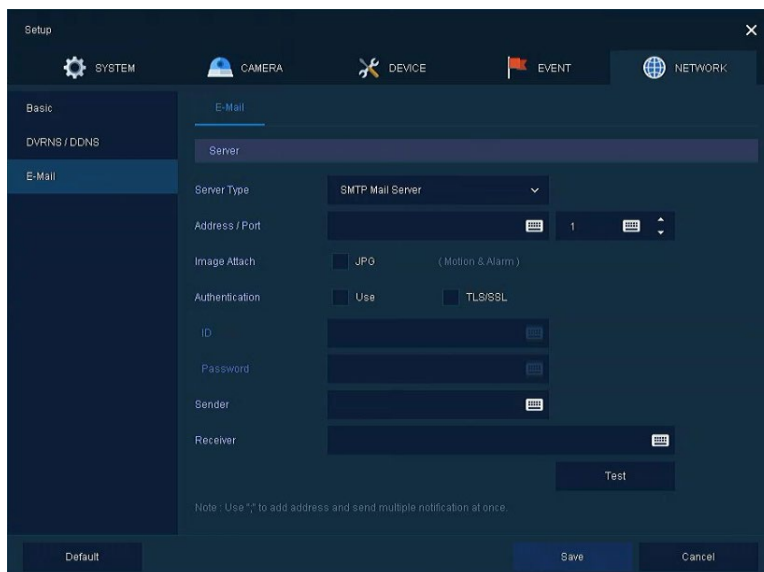 Setup
SYSTEM CAMERA DEVICE EVENT NETWORK
Basic
DVRNS / DDNS
E-Mail
E-Mail
Server
Server Type SMTP Mail Server
Address / Port 1
Image Attach JPG ( Motion & Alarm )
Authentication Use TLS/SSL
ID
Password
Sender
Receiver
Test
Note : Use ";" to add address and send multiple notification at once.
Default Save Cancel